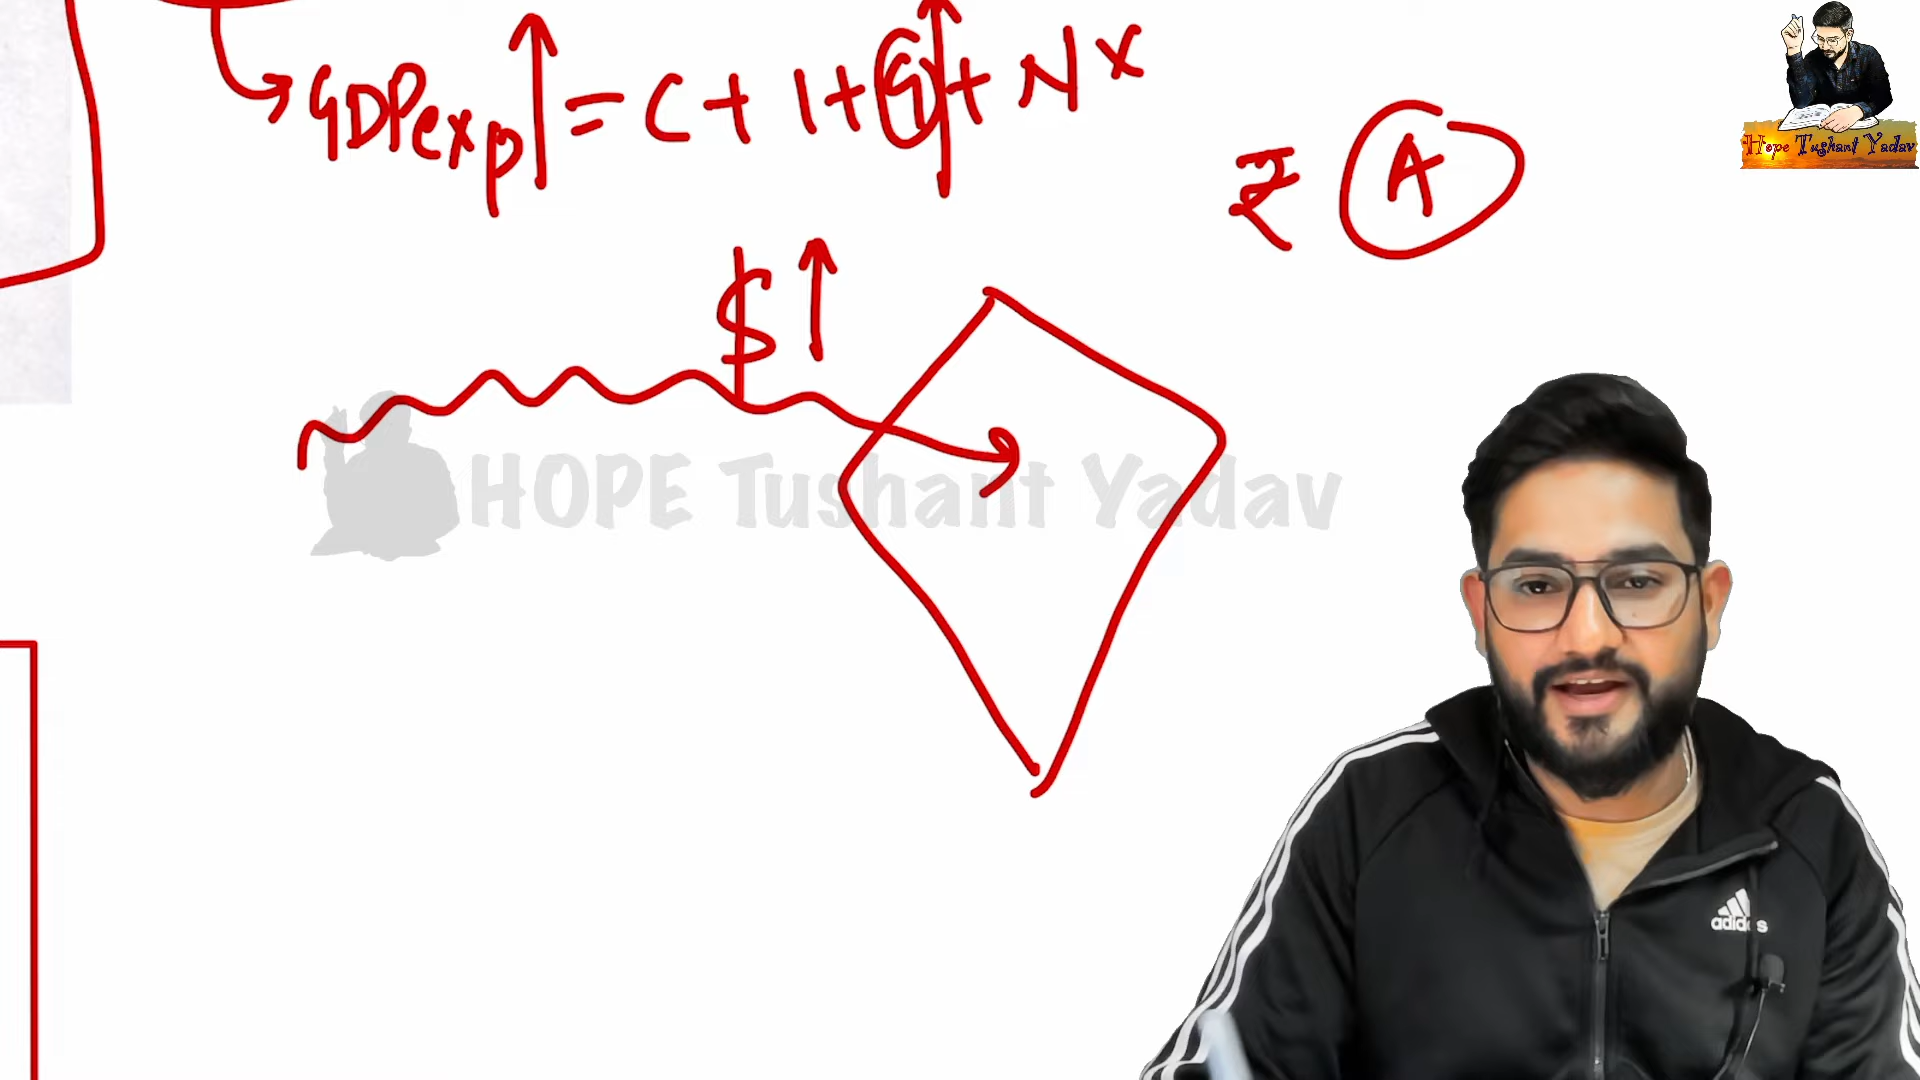 GDPexp ↑ = C + I + G ↑ + NX
₹ A
$ ↑
HOPE Tushant Yadav
Hope Tushant Yadav
adidas